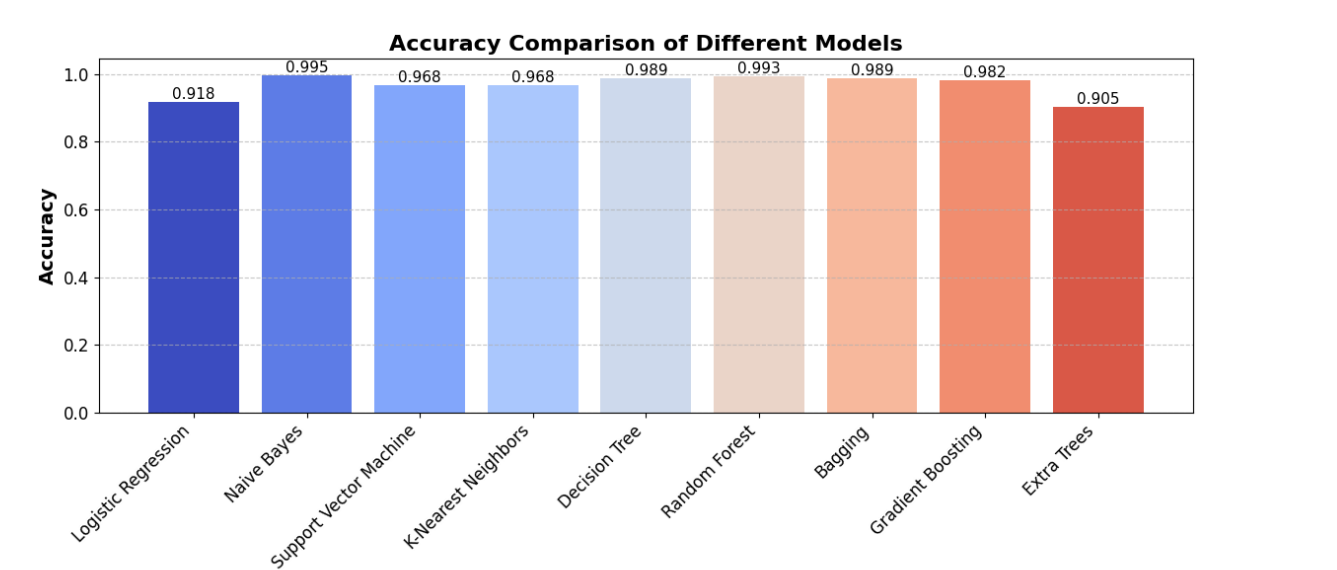 Accuracy Comparison of Different Models
Accuracy
1.0
0.8
0.6
0.4
0.2
0.0
0.918
0.995
0.968
0.968
0.989
0.993
0.989
0.982
0.905
Logistic Regression
Naive Bayes
Support Vector Machine
K-Nearest Neighbors
Decision Tree
Random Forest
Bagging
Gradient Boosting
Extra Trees